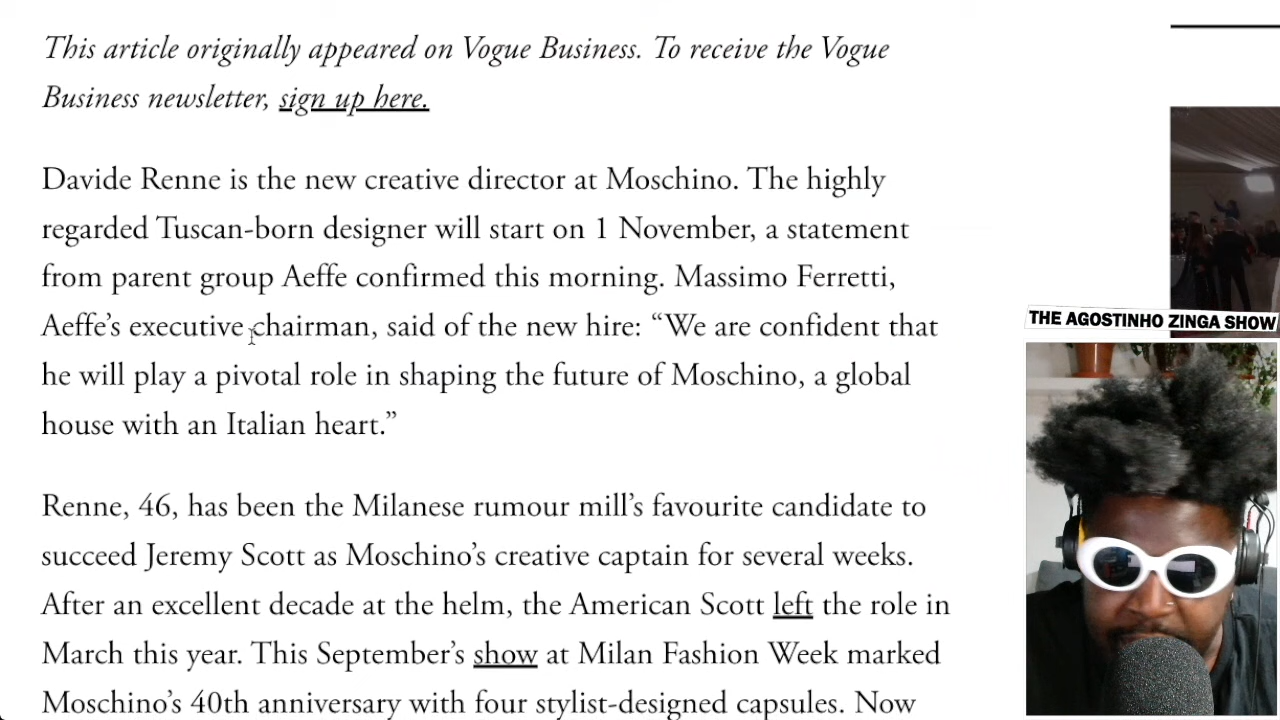 This article originally appeared on Vogue Business. To receive the Vogue
Business newsletter, sign up here.
Davide Renne is the new creative director at Moschino. The highly
regarded Tuscan-born designer will start on 1 November, a statement
from parent group Aeffe confirmed this morning. Massimo Ferretti,
Aeffe’s executive chairman, said of the new hire: “We are confident that
he will play a pivotal role in shaping the future of Moschino, a global
house with an Italian heart.”
Renne, 46, has been the Milanese rumour mill’s favourite candidate to
succeed Jeremy Scott as Moschino’s creative captain for several weeks.
After an excellent decade at the helm, the American Scott left the role in
March this year. This September’s show at Milan Fashion Week marked
Moschino’s 40th anniversary with four stylist-designed capsules. Now
THE AGOSTINHO ZINGA SHOW